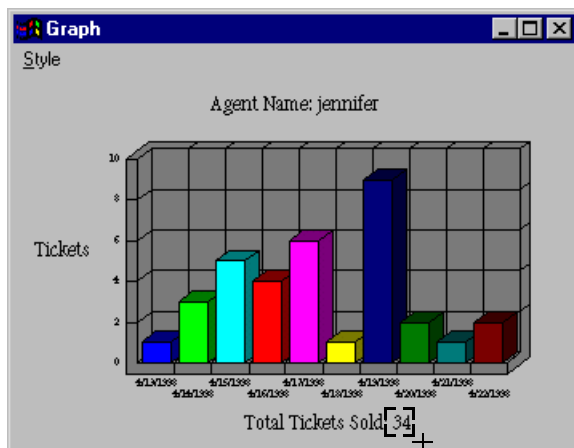 Graph
Style
Agent Name: jennifer
10
8
Tickets
6
4
2
0
4/13/1998 4/15/1998 4/17/1998 4/19/1998 4/21/1998
4/14/1998 4/16/1998 4/18/1998 4/20/1998 4/22/1998
Total Tickets Sold 34